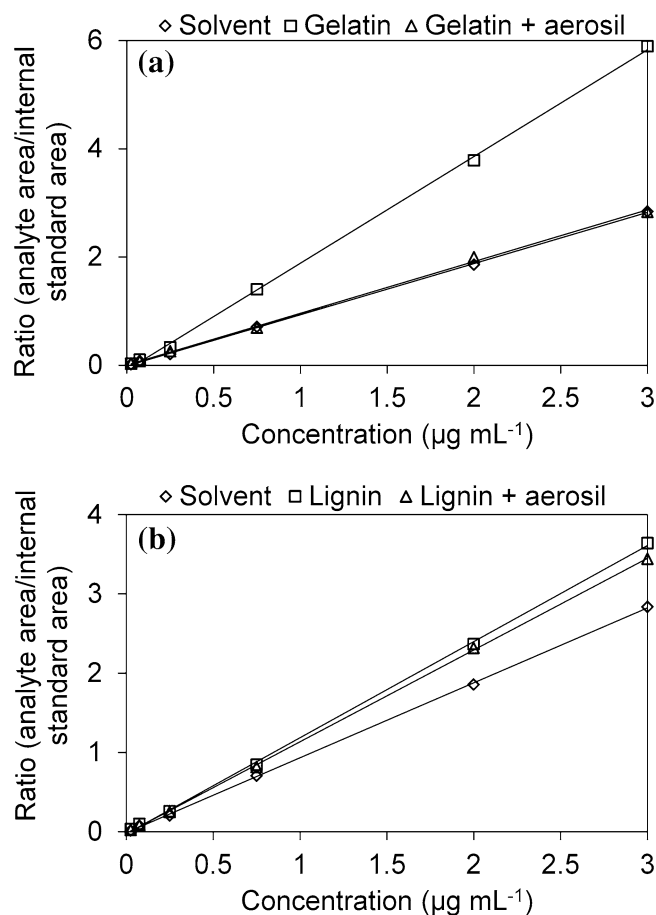 ◇ Solvent □ Gelatin △ Gelatin + aerosil
(a)
6
4
2
0
Ratio (analyte area/internal
standard area)
0 0.5 1 1.5 2 2.5 3
Concentration (µg mL⁻¹)
◇ Solvent □ Lignin △ Lignin + aerosil
(b)
4
3
2
1
0
Ratio (analyte area/internal
standard area)
0 0.5 1 1.5 2 2.5 3
Concentration (µg mL⁻¹)